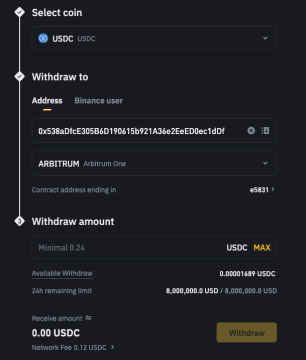 Select coin
USDC USDC
Withdraw to
Address Binance user
0x538aDfcE305B6D190615b921A36e2EeED0ec1dDf
ARBITRUM Arbitrum One
Contract address ending in e5831
3 Withdraw amount
Minimal 0.24 USDC MAX
Available Withdraw 0.00001689 USDC
24h remaining limit 8,000,000.0 USD / 8,000,000.0 USD
Receive amount
0.00 USDC Withdraw
Network Fee 0.12 USDC